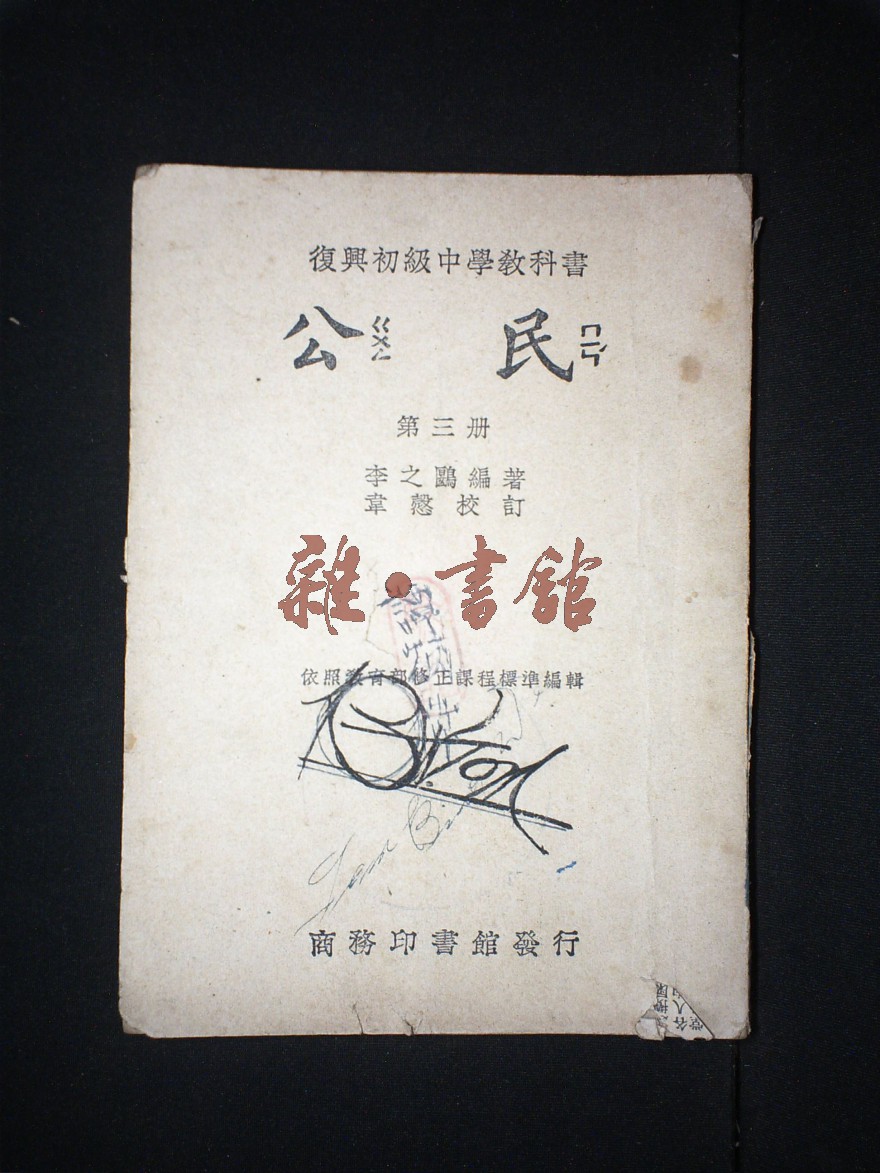 復興初級中學教科書
公ㄍㄨㄥ 民ㄇㄧㄣ
第三册
李之鷗編著
韋慤校訂
雜·書館
依照教育部修正課程標準編輯
商務印書館發行